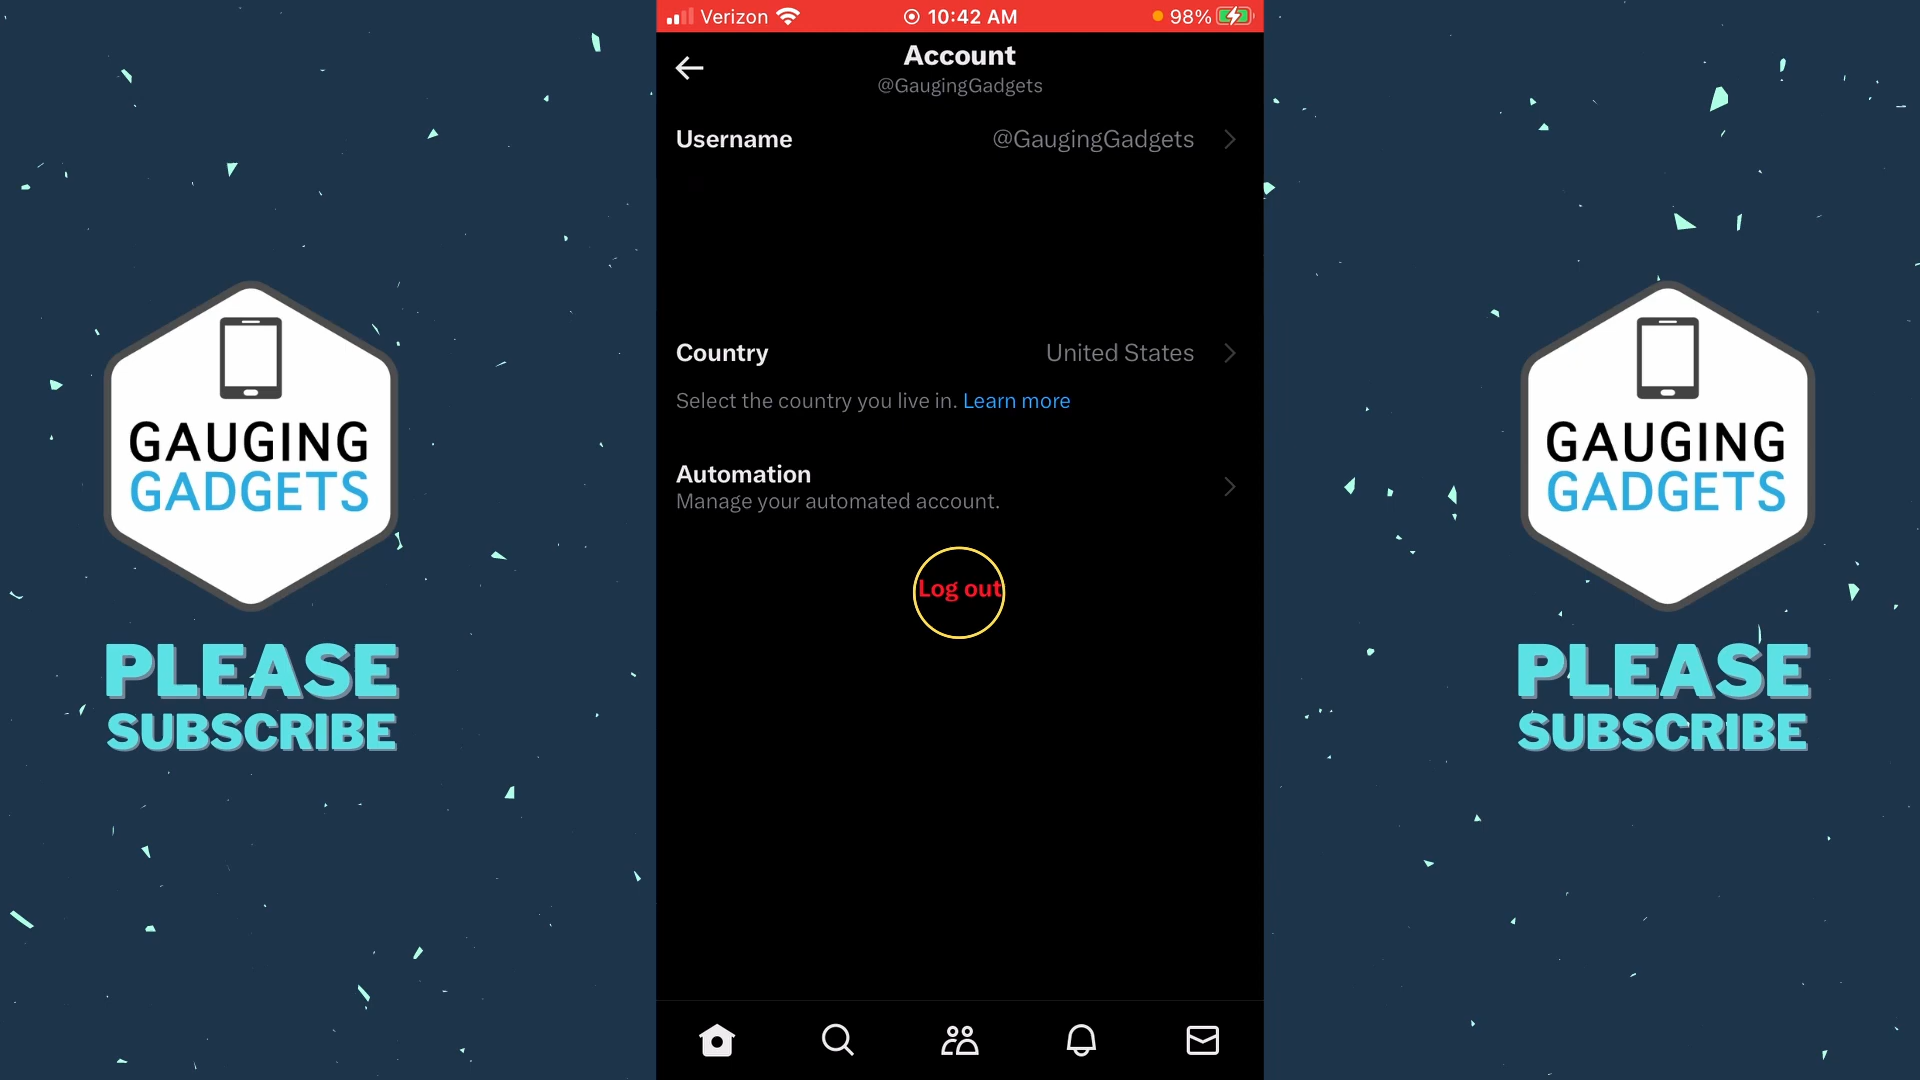 Verizon 10:42 AM 98%
Account
@GaugingGadgets
Username @GaugingGadgets
Country United States
Select the country you live in. Learn more
Automation
Manage your automated account.
Log out
GAUGING
GADGETS
PLEASE
SUBSCRIBE
GAUGING
GADGETS
PLEASE
SUBSCRIBE